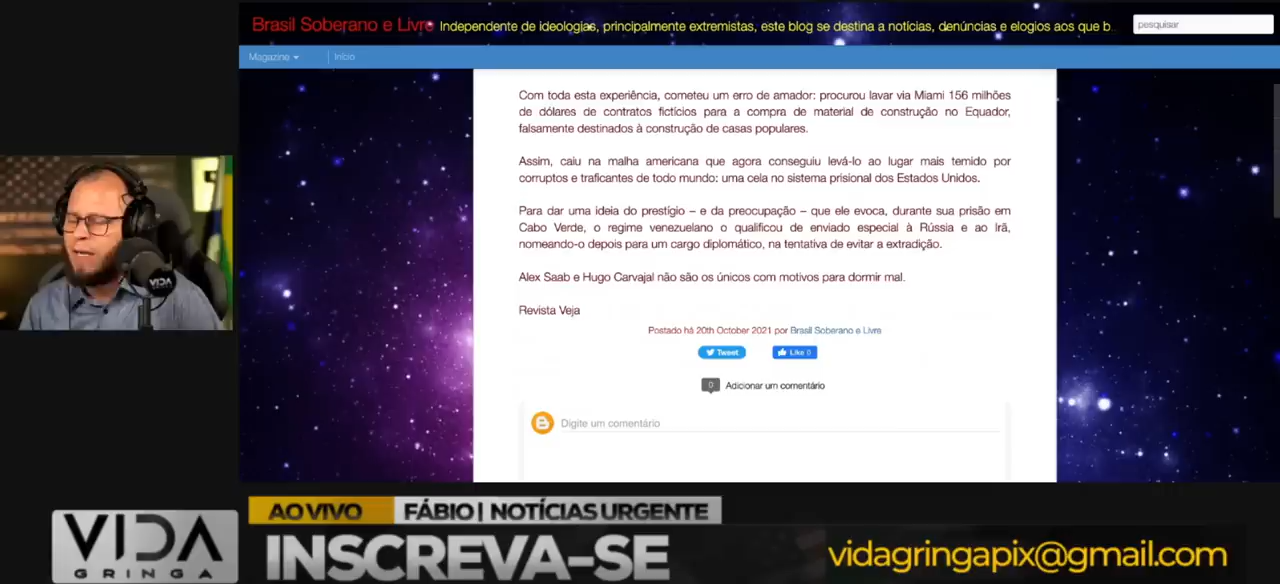 Brasil Soberano e Livre Independente de ideologias, principalmente extremistas, este blog se destina a notícias, denúncias e elogios aos que b...
pesquisar
Magazine Início
Com toda esta experiência, cometeu um erro de amador: procurou lavar via Miami 156 milhões
de dólares de contratos fictícios para a compra de material de construção no Equador,
falsamente destinados à construção de casas populares.
Assim, caiu na malha americana que agora conseguiu levá-lo ao lugar mais temido por
corruptos e traficantes de todo mundo: uma cela no sistema prisional dos Estados Unidos.
Para dar uma ideia do prestígio – e da preocupação – que ele evoca, durante sua prisão em
Cabo Verde, o regime venezuelano o qualificou de enviado especial à Rússia e ao Irã,
nomeando-o depois para um cargo diplomático, na tentativa de evitar a extradição.
Alex Saab e Hugo Carvajal não são os únicos com motivos para dormir mal.
Revista Veja
Postado há 20th October 2021 por Brasil Soberano e Livre
Tweet Like 0
0 Adicionar um comentário
Digite um comentário
VIDA
AO VIVO FÁBIO | NOTÍCIAS URGENTE
VIDA
GRINGA
INSCREVA-SE
vidagringapix@gmail.com